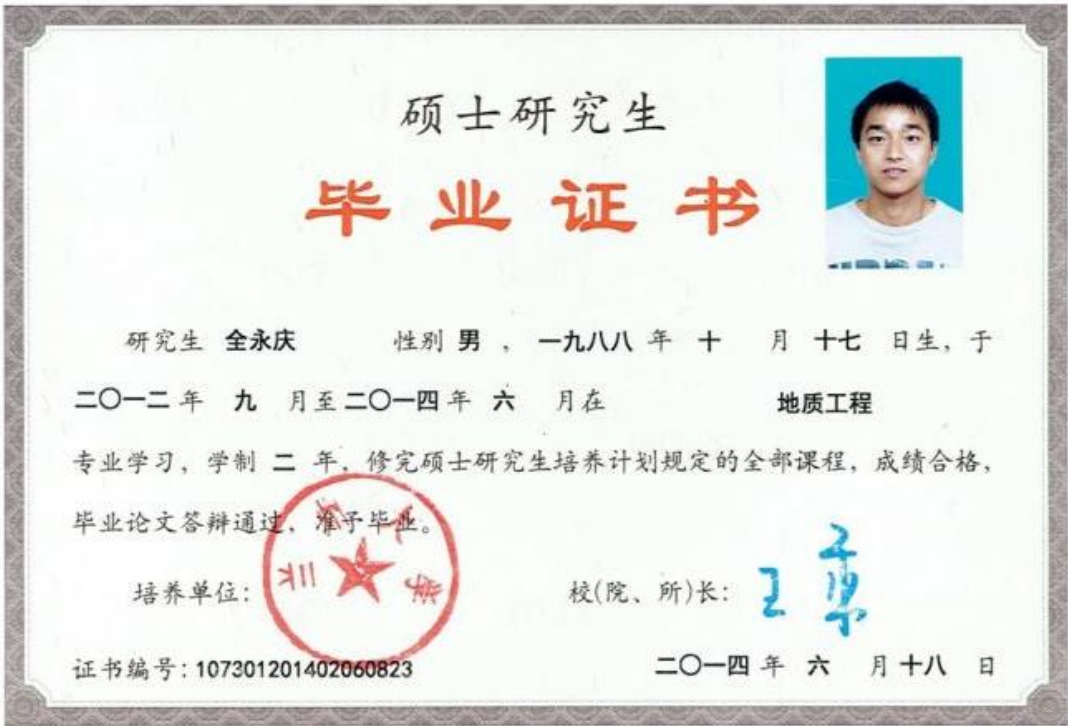 硕士研究生
毕业证书
研究生 全永庆 性别 男 , 一九八八 年 十 月 十七 日生, 于
二〇一二 年 九 月至 二〇一四 年 六 月在 地质工程
专业学习, 学制 二 年, 修完硕士研究生培养计划规定的全部课程, 成绩合格,
毕业论文答辩通过, 准予毕业。
培养单位: 校(院、所)长:
证书编号: 107301201402060823 二〇一四 年 六 月 十八 日